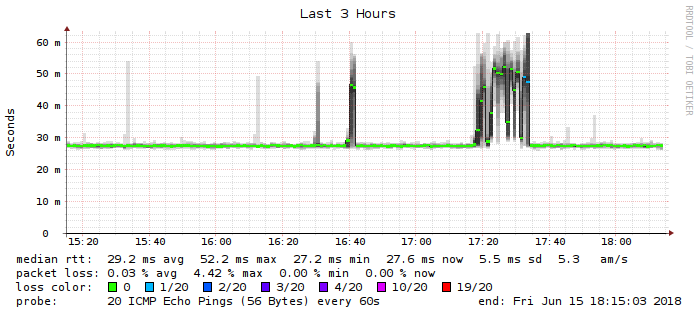 Last 3 Hours
RRDTOOL / TOBI OETIKER
Seconds
60 m
50 m
40 m
30 m
20 m
10 m
0
15:20 15:40 16:00 16:20 16:40 17:00 17:20 17:40 18:00
median rtt: 29.2 ms avg 52.2 ms max 27.2 ms min 27.6 ms now 5.5 ms sd 5.3 am/s
packet loss: 0.03 % avg 4.42 % max 0.00 % min 0.00 % now
loss color: 0 1/20 2/20 3/20 4/20 10/20 19/20
probe: 20 ICMP Echo Pings (56 Bytes) every 60s end: Fri Jun 15 18:15:03 2018